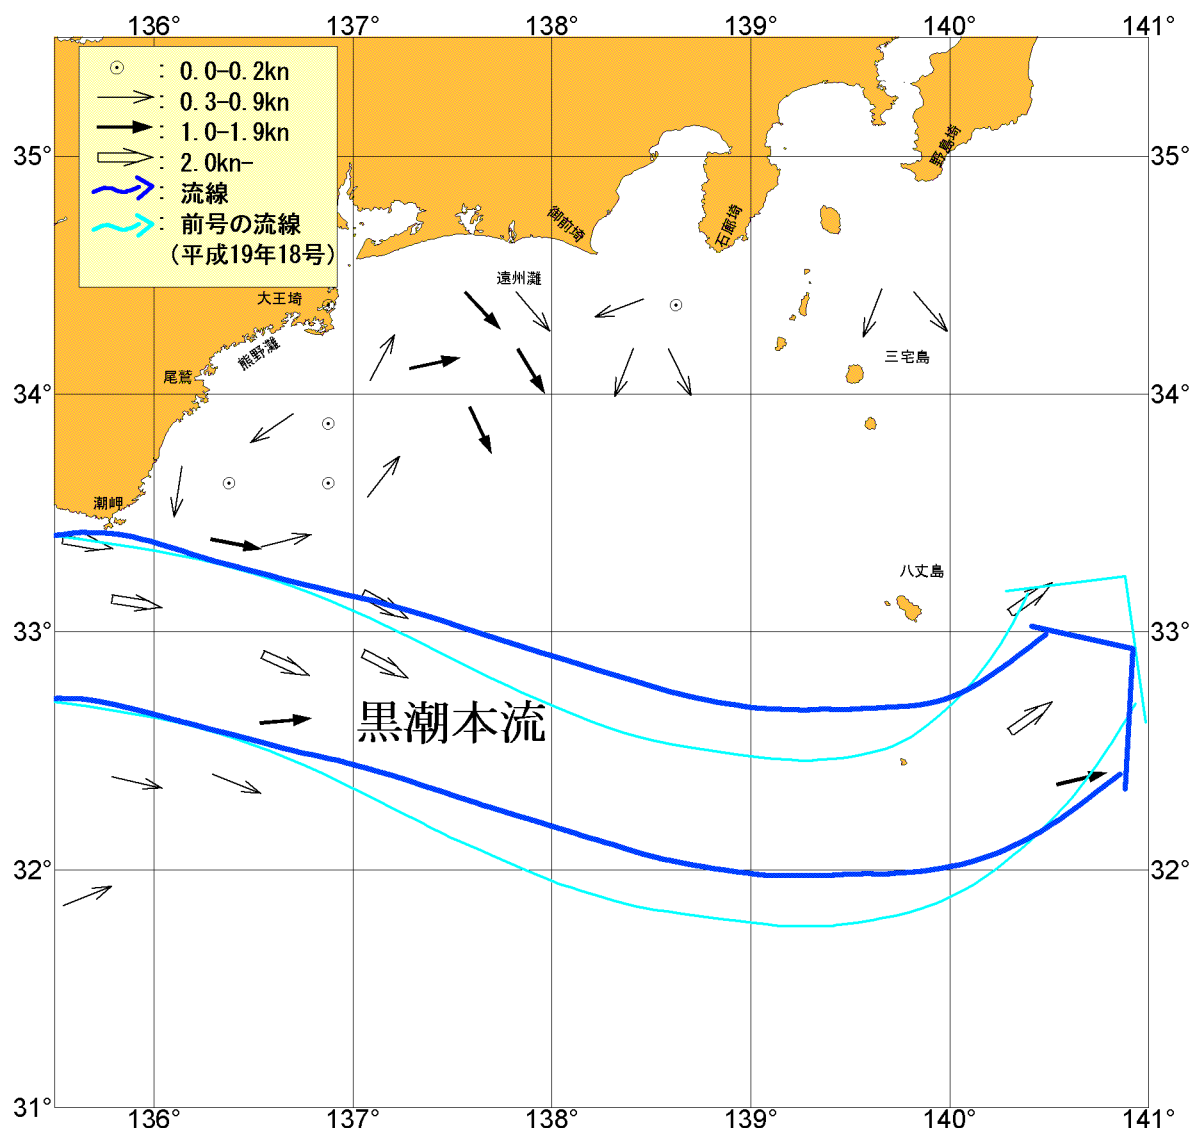 136° 137° 138° 139° 140° 141°
: 0.0-0.2kn
: 0.3-0.9kn
: 1.0-1.9kn
: 2.0kn-
: 流線
: 前号の流線
(平成19年18号)
35° 35°
野島埼
御前埼
石廊埼
遠州灘
大王埼
熊野灘
三宅島
尾鷲
34° 34°
潮岬
八丈島
33° 33°
黒潮本流
32° 32°
31° 31°
136° 137° 138° 139° 140° 141°